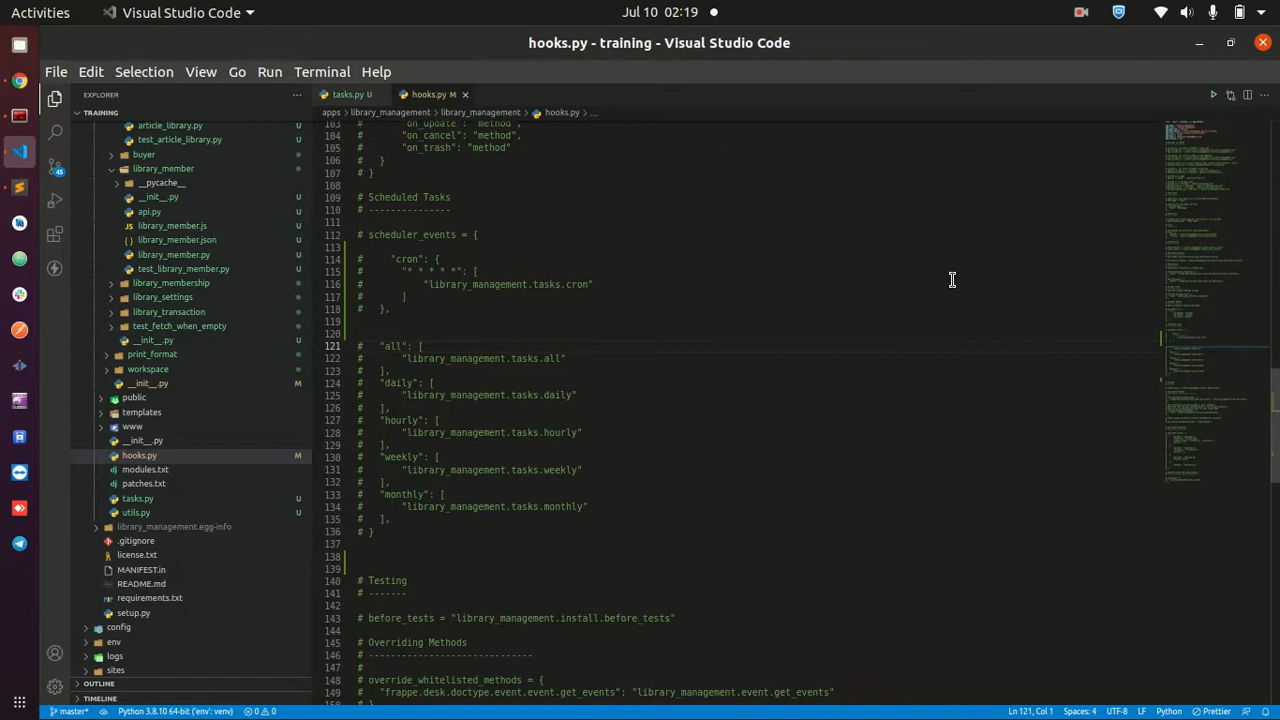 Activities
Visual Studio Code
Jul 10 02:19
hooks.py - training - Visual Studio Code
File Edit Selection View Go Run Terminal Help
EXPLORER
tasks.py U
hooks.py M
TRAINING
apps > library_management > library_management > hooks.py > ...
article_library.py U
test_article_library.py U
buyer
library_member
__pycache__
__init__.py U
api.py U
library_member.js U
library_member.json U
library_member.py U
test_library_member.py U
library_membership
library_settings
library_transaction
test_fetch_when_empty
__init__.py U
print_format
workspace
__init__.py M
public
templates
www
__init__.py
hooks.py M
modules.txt
patches.txt
tasks.py U
utils.py U
library_management.egg-info
.gitignore
license.txt
MANIFEST.in
README.md
requirements.txt
setup.py
config
env
logs
sites
OUTLINE
TIMELINE
45
103 # "on_update": "method",
104 # "on_cancel": "method",
105 # "on_trash": "method"
106 # }
107 # }
108
109 # Scheduled Tasks
110 # ---------------
111
112 # scheduler_events = {
113
114 # "cron": {
115 # "* * * * *":[
116 # "library_management.tasks.cron"
117 # ]
118 # },
119
120
121 # "all": [
122 # "library_management.tasks.all"
123 # ],
124 # "daily": [
125 # "library_management.tasks.daily"
126 # ],
127 # "hourly": [
128 # "library_management.tasks.hourly"
129 # ],
130 # "weekly": [
131 # "library_management.tasks.weekly"
132 # ],
133 # "monthly": [
134 # "library_management.tasks.monthly"
135 # ],
136 # }
137
138
139
140 # Testing
141 # -------
142
143 # before_tests = "library_management.install.before_tests"
144
145 # Overriding Methods
146 # ------------------------------
147 #
148 # override_whitelisted_methods = {
149 # "frappe.desk.doctype.event.event.get_events": "library_management.event.get_events"
150 # }
master* Python 3.8.10 64-bit ('env': venv) 0 0
Ln 121, Col 1 Spaces: 4 UTF-8 LF Python Prettier